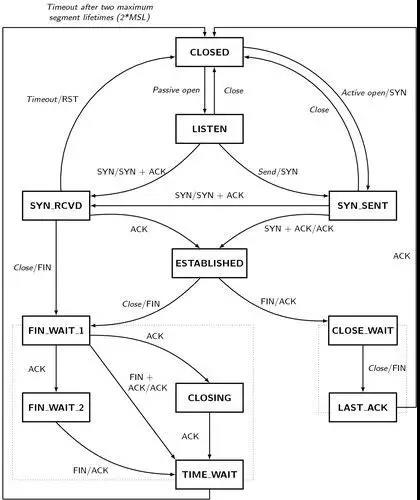 Timeout after two maximum
segment lifetimes (2*MSL)
CLOSED
Passive open
Close
Active open/SYN
Close
Timeout/RST
LISTEN
SYN/SYN + ACK
Send/SYN
SYN_RCVD
SYN/SYN + ACK
SYN_SENT
ACK
SYN + ACK/ACK
ACK
ESTABLISHED
Close/FIN
Close/FIN
FIN/ACK
FIN_WAIT_1
CLOSE_WAIT
ACK
ACK
FIN +
ACK/ACK
Close/FIN
FIN_WAIT_2
CLOSING
LAST_ACK
ACK
FIN/ACK
TIME_WAIT